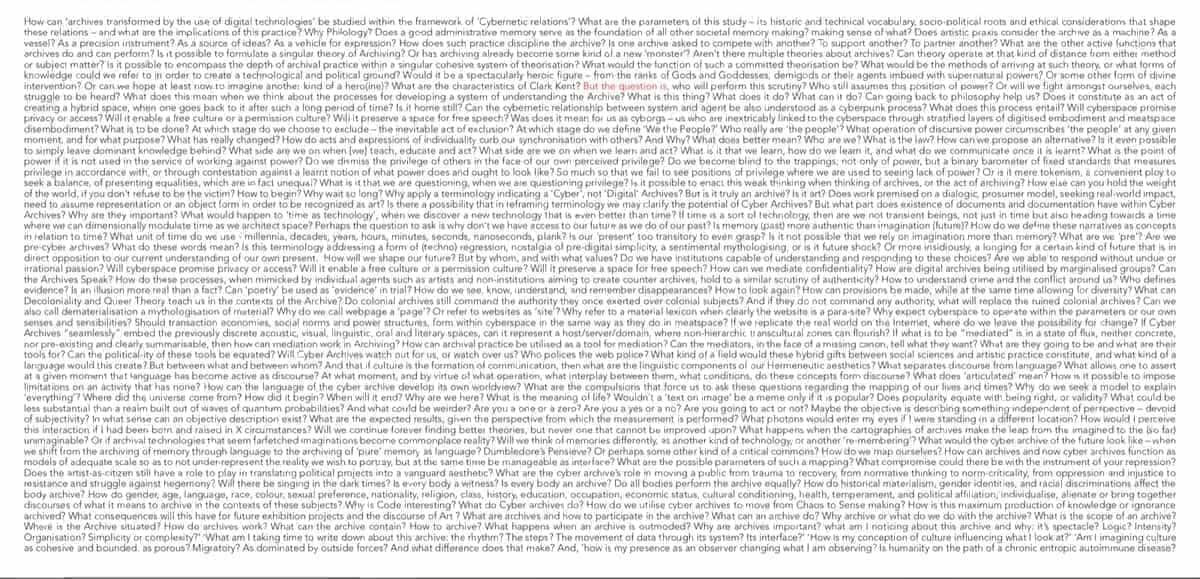 How can 'archives transformed by the use of digital technologies' be studied within the framework of 'Cybernetic relations'? What are the parameters of this study – its historic and technical vocabulary, socio-political roots and ethical considerations that shape
these relations – and what are the implications of this practice? Why Philology? Does a good administrative memory serve as the foundation of all other societal memory making? making sense of what? Does artistic praxis consider the archive as a machine? As a
vessel? As a precision instrument? As a source of ideas? As a vehicle for expression? How does such practice discipline the archive? Is one archive asked to compete with another? To support another? To partner another? What are the other active functions that
archives do and can perform? Is it possible to formulate a singular theory of Archiving? Or has archiving already become some kind of a new 'monster'? Aren't there multiple theories about archives? Can theory operate at that kind of distance from either method
or subject matter? Is it possible to encompass the depth of archival practice within a singular cohesive system of theorisation? What would the function of such a committed theorisation be? What would be the methods of arriving at such theory, or what forms of
knowledge could we refer to in order to create a technological and political ground? Would it be a spectacularly heroic figure – from the ranks of Gods and Goddesses, demigods or their agents imbued with supernatural powers? Or some other form of divine
intervention? Or can we hope at least now to imagine another kind of hero(ine)? What are the characteristics of Clark Kent? But the question is, who will perform this scrutiny? Who still assumes this position of power? Or will we fight amongst ourselves, each
struggle to be heard? What does this mean when we think about the processes for developing a system of understanding the Archive? What is this thing? What does it do? What can it do? Can going back to philosophy help us? Does it constitute as an act of
creating a hybrid space, when one goes back to it after such a long period of time? Is it home still? Can the cybernetic relationship between system and agent be also understood as a cyberpunk process? What does this process entail? Will cyberspace promise
privacy or access? Will it enable a free culture or a permission culture? Will it preserve a space for free speech? Was does it mean for us as cyborgs – us who are inextricably linked to the cyberspace through stratified layers of digitised embodiment and meatspace
disembodiment? What is to be done? At which stage do we choose to exclude – the inevitable act of exclusion? At which stage do we define 'We the People?' Who really are 'the people'? What operation of discursive power circumscribes 'the people' at any given
moment, and for what purpose? What has really changed? How do acts and expressions of individuality curb our synchronisation with others? And Why? What does better mean? Who are we? What is the law? How can we propose an alternative? Is it even possible
to simply leave dominant knowledge behind? What side are we on when [we] teach, educate and act? What side are we on when we learn and act? What is it that we learn, how do we learn it, and what do we communicate once it is learnt? What is the point of
power if it is not used in the service of working against power? Do we dismiss the privilege of others in the face of our own perceived privilege? Do we become blind to the trappings, not only of power, but a binary barometer of fixed standards that measures
privilege in accordance with, or through contestation against a learnt notion of what power does and ought to look like? So much so that we fail to see positions of privilege where we are used to seeing lack of power? Or is it mere tokenism, a convenient ploy to
seek a balance, of presenting equalities, which are in fact unequal? What is it that we are questioning, when we are questioning privilege? Is it possible to enact this weak thinking when thinking of archives, or the act of archiving? How else can you hold the weight
of the world, if you don't refuse to be the victim? How to begin? Why wait so long? Why apply a terminology indicating a 'Cyber', not 'Digital' Archives? But is it truly an archive? Is it art? Does work premised on a dialogic, prosumer model, seeking real-world impact,
need to assume representation or an object form in order to be recognized as art? Is there a possibility that in reframing terminology we may clarify the potential of Cyber Archives? But what part does existence of documents and documentation have within Cyber
Archives? Why are they important? What would happen to 'time as technology', when we discover a new technology that is even better than time? If time is a sort of technology, then are we not transient beings, not just in time but also heading towards a time
where we can dimensionally modulate time as we architect space? Perhaps the question to ask is why don't we have access to our future as we do of our past? Is memory (past) more authentic than imagination (future)? How do we define these narratives as concepts
in relation to time? What unit of time do we use - millennia, decades, years, hours, minutes, seconds, nanoseconds, plank? Is our 'present' too transitory to even grasp? Is it not possible that we rely on imagination more than memory? What are we 'pre'? Are we
pre-cyber archives? What do these words mean? Is this terminology addressing a form of (techno) regression, nostalgia of pre-digital simplicity, a sentimental mythologising, or is it future shock? Or more insidiously, a longing for a certain kind of future that is in
direct opposition to our current understanding of our own present. How will we shape our future? But by whom, and with what values? Do we have institutions capable of understanding and responding to these choices? Are we able to respond without undue or
irrational passion? Will cyberspace promise privacy or access? Will it enable a free culture or a permission culture? Will it preserve a space for free speech? How can we mediate confidentiality? How are digital archives being utilised by marginalised groups? Can
the Archives Speak? How do these processes, when mimicked by individual agents such as artists and non-institutions aiming to create counter archives, hold to a similar scrutiny of authenticity? How to understand crime and the conflict around us? Who defines
evidence? Is an illusion more real than a fact? Can 'poetry' be used as 'evidence' in trial? How do we see, know, understand, and remember disappearances? How to look again? How can provisions be made, while at the same time allowing for diversity? What can
Decoloniality and Queer Theory teach us in the contexts of the Archive? Do colonial archives still command the authority they once exerted over colonial subjects? And if they do not command any authority, what will replace the ruined colonial archives? Can we
also call dematerialisation a mythologisation of material? Why do we call webpage a 'page'? Or refer to websites as 'site'? Why refer to a material lexicon when clearly the website is a para-site? Why expect cyberspace to operate within the parameters or our own
senses and sensibilities? Should transaction economies, social norms and power structures, form within cyberspace in the same way as they do in meatspace? If we replicate the real world on the Internet, where do we leave the possibility for change? If Cyber
Archives "seamlessly" embed the previously discrete acoustic, visual, linguistic, oral and literary spaces, can it represent a host/server/domain, where non-hierarchic transcultural zones can flourish? If what is to be "mediated" is in a state of flux, neither concrete,
nor pre-existing and clearly summarisable, then how can mediation work in Archiving? How can archival practice be utilised as a tool for mediation? Can the mediators, in the face of a missing canon, tell what they want? What are they going to be and what are their
tools for? Can the political-ity of these tools be equated? Will Cyber Archives watch out for us, or watch over us? Who polices the web police? What kind of a field would these hybrid gifts between social sciences and artistic practice constitute, and what kind of a
language would this create? But between what and between whom? And that if culture is the formation of communication, then what are the linguistic components of our Hermeneutic aesthetics? What separates discourse from language? What allows one to assert
at a given moment that language has become active as discourse? At what moment, and by virtue of what operation, what interplay between them, what conditions, do these concepts form discourse? What does 'articulated' mean? How is it possible to impose
limitations on an activity that has none? How can the language of the cyber archive develop its own worldview? What are the compulsions that force us to ask these questions regarding the mapping of our lives and times? Why do we seek a model to explain
'everything'? Where did the universe come from? How did it begin? When will it end? Why are we here? What is the meaning of life? Wouldn't a 'text on image' be a meme only if it is popular? Does popularity equate with being right, or validity? What could be
less substantial than a realm built out of waves of quantum probabilities? And what could be weirder? Are you a one or a zero? Are you a yes or a no? Are you going to act or not? Maybe the objective is describing something independent of perspective – devoid
of subjectivity? In what sense can an objective description exist? What are the expected results, given the perspective from which the measurement is performed? What photons would enter my eyes if I were standing in a different location? How would I perceive
this interaction if I had been born and raised in X circumstances? Will we continue forever finding better theories, but never one that cannot be improved upon? What happens when the cartographies of archives make the leap from the imagined to the (so far)
unimaginable? Or if archival technologies that seem farfetched imaginations become commonplace reality? Will we think of memories differently, as another kind of technology, or another 're-membering'? What would the cyber archive of the future look like – when
we shift from the archiving of memory through language to the archiving of 'pure' memory as language? Dumbledore's Pensieve? Or perhaps some other kind of a critical commons? How do we map ourselves? How can archives and now cyber archives function as
models of adequate scale so as to not under-represent the reality we wish to portray, but at the same time be manageable as interface? What are the possible parameters of such a mapping? What compromise could there be with the instrument of your repression?
Does the artist-as-citizen still have a role to play in translating political projects into a vanguard aesthetic? What are the cyber archive's role in moving a public from trauma to recovery, from normative thinking to norm-criticality, from oppression and injustice to
resistance and struggle against hegemony? Will there be singing in the dark times? Is every body a witness? Is every body an archive? Do all bodies perform the archive equally? How do historical materialism, gender identities, and racial discriminations affect the
body archive? How do gender, age, language, race, colour, sexual preference, nationality, religion, class, history, education, occupation, economic status, cultural conditioning, health, temperament, and political affiliation, individualise, alienate or bring together
discourses of what it means to archive in the contexts of these subjects? Why is Code interesting? What do Cyber archives do? How do we utilise cyber archives to move from Chaos to Sense making? How is this maximum production of knowledge or ignorance
archived? What consequences will this have for future exhibition projects and the discourse of Art? What are archives and how to participate in the archive? What can an archive do? Why archive or what do we do with the archive? What is the scope of an archive?
Where is the Archive situated? How do archives work? What can the archive contain? How to archive? What happens when an archive is outmoded? Why are archives important? what am I noticing about this archive and why: it's spectacle? Logic? Intensity?
Organisation? Simplicity or complexity?' 'What am I taking time to write down about this archive: the rhythm? The steps? The movement of data through its system? Its interface?' 'How is my conception of culture influencing what I look at?' 'Am I imagining culture
as cohesive and bounded. as porous? Migratory? As dominated by outside forces? And what difference does that make? And, 'how is my presence as an observer changing what I am observing? Is humanity on the path of a chronic entropic autoimmune disease?